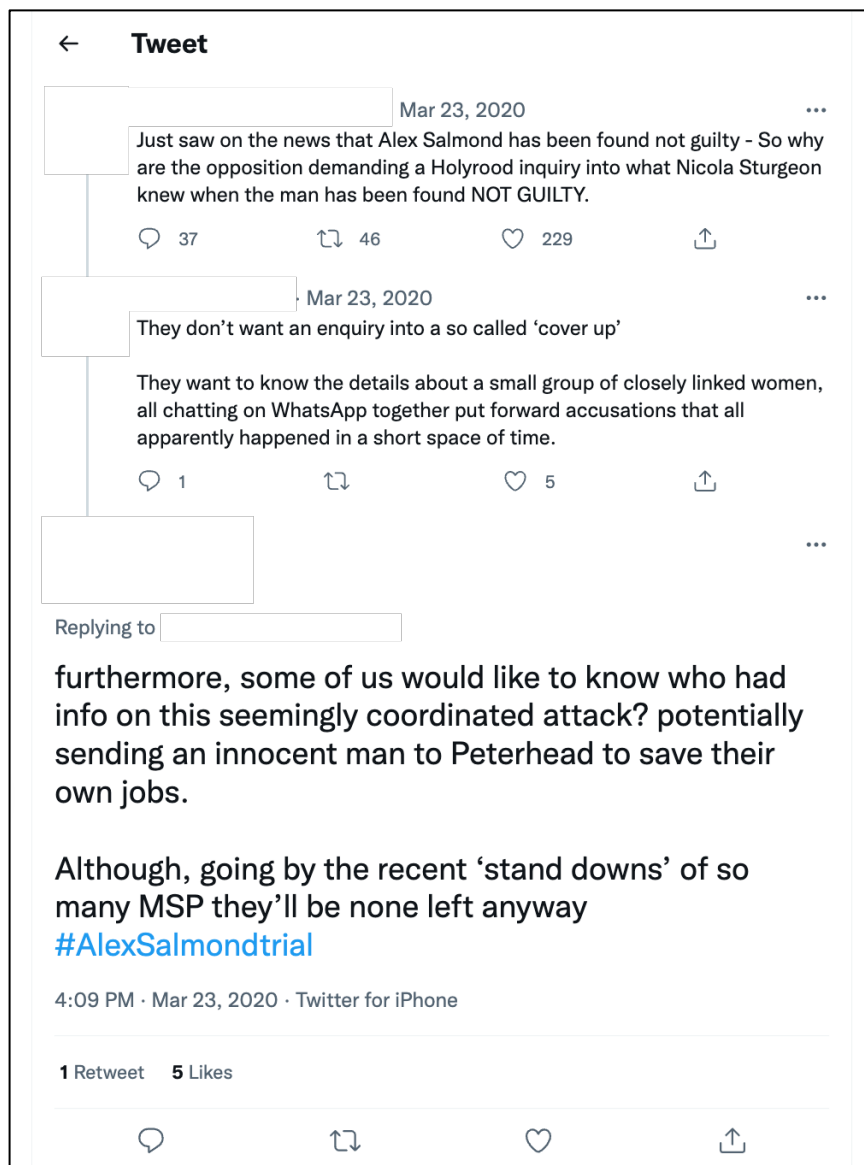 Tweet
Mar 23, 2020
Just saw on the news that Alex Salmond has been found not guilty - So why
are the opposition demanding a Holyrood inquiry into what Nicola Sturgeon
knew when the man has been found NOT GUILTY.
37 46 229
· Mar 23, 2020
They don’t want an enquiry into a so called ‘cover up’
They want to know the details about a small group of closely linked women,
all chatting on WhatsApp together put forward accusations that all
apparently happened in a short space of time.
1 5
Replying to
furthermore, some of us would like to know who had
info on this seemingly coordinated attack? potentially
sending an innocent man to Peterhead to save their
own jobs.
Although, going by the recent ‘stand downs’ of so
many MSP they’ll be none left anyway
#AlexSalmondtrial
4:09 PM · Mar 23, 2020 · Twitter for iPhone
1 Retweet 5 Likes